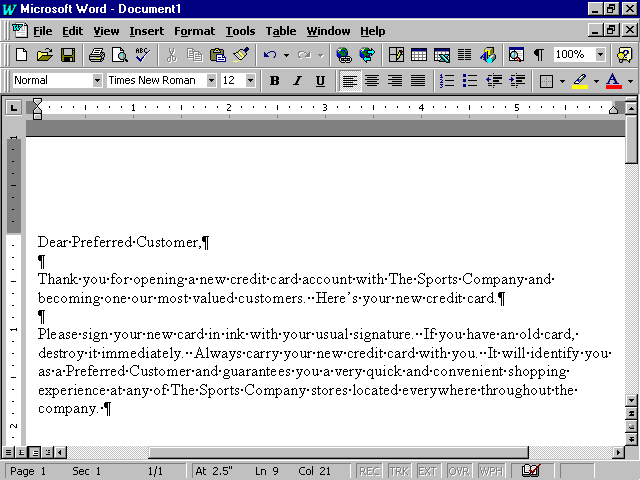 Microsoft Word - Document1
File Edit View Insert Format Tools Table Window Help
100%
Normal Times New Roman 12 B I U A
1 2 3 4 5
Dear·Preferred·Customer,¶
¶
Thank·you·for·opening·a·new·credit·card·account·with·The·Sports·Company·and·
becoming·one·our·most·valued·customers.··Here's·your·new·credit·card.¶
¶
Please·sign·your·new·card·in·ink·with·your·usual·signature.··If·you·have·an·old·card,·
destroy·it·immediately.··Always·carry·your·new·credit·card·with·you.··It·will·identify·you·
as·a·Preferred·Customer·and·guarantees·you·a·very·quick·and·convenient·shopping·
experience·at·any·of·The·Sports·Company·stores·located·everywhere·throughout·the·
company.·¶
Page 1 Sec 1 1/1 At 2.5" Ln 9 Col 21 REC TRK EXT OVR WPH